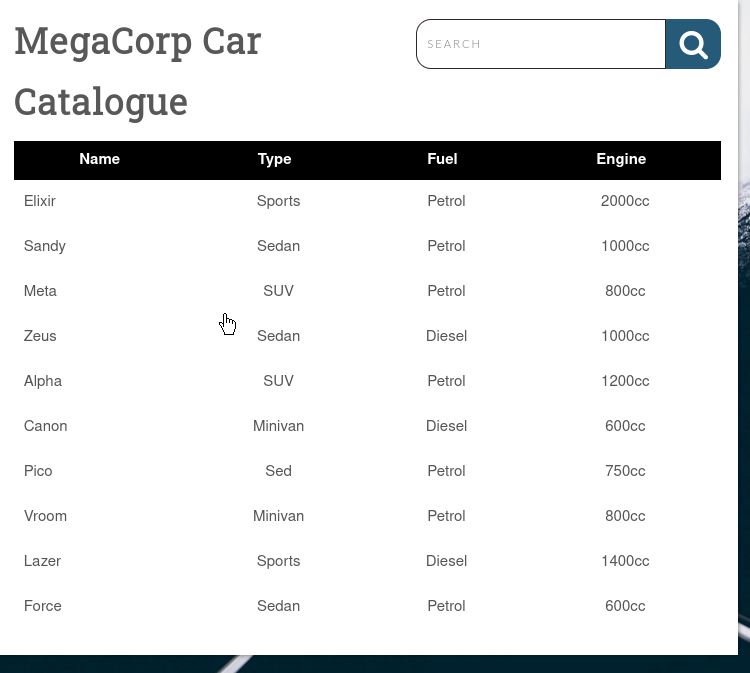 MegaCorp Car
Catalogue
SEARCH
Name Type Fuel Engine
Elixir Sports Petrol 2000cc
Sandy Sedan Petrol 1000cc
Meta SUV Petrol 800cc
Zeus Sedan Diesel 1000cc
Alpha SUV Petrol 1200cc
Canon Minivan Diesel 600cc
Pico Sed Petrol 750cc
Vroom Minivan Petrol 800cc
Lazer Sports Diesel 1400cc
Force Sedan Petrol 600cc